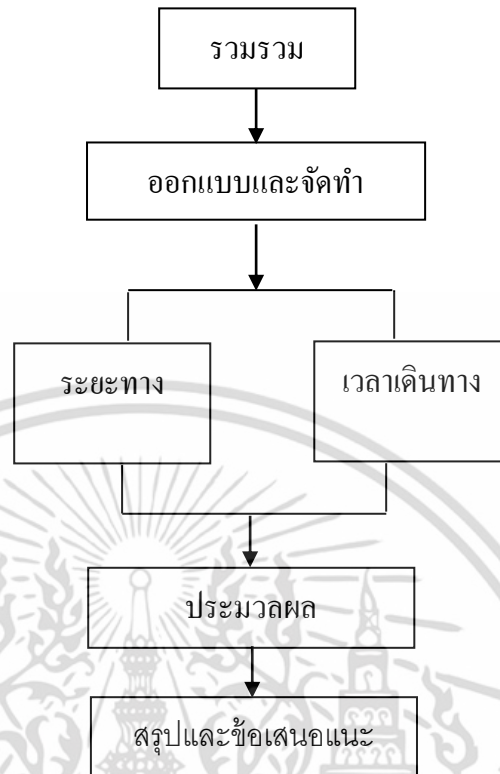 รวมรวม
ออกแบบและจัดทำ
ระยะทาง
เวลาเดินทาง
ประมวลผล
สรุปและข้อเสนอแนะ